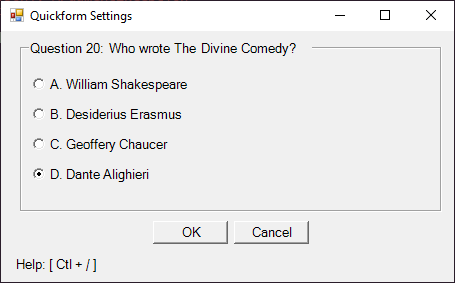 Quickform Settings
Question 20: Who wrote The Divine Comedy?
A. William Shakespeare
B. Desiderius Erasmus
C. Geoffery Chaucer
D. Dante Alighieri
OK Cancel
Help: [ Ctl + / ]